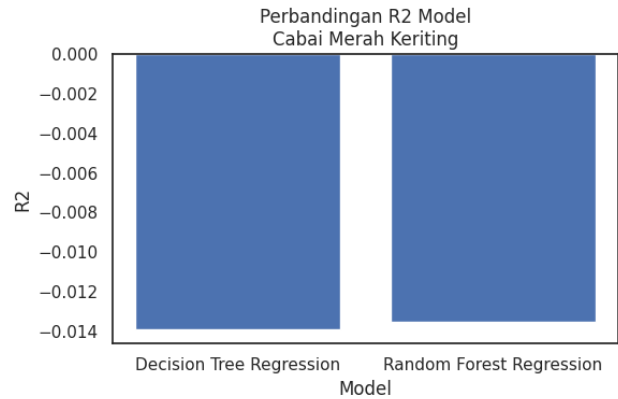 Perbandingan R2 Model
Cabai Merah Keriting
0.000
−0.002
−0.004
−0.006
−0.008
−0.010
−0.012
−0.014
R2
Decision Tree Regression
Random Forest Regression
Model